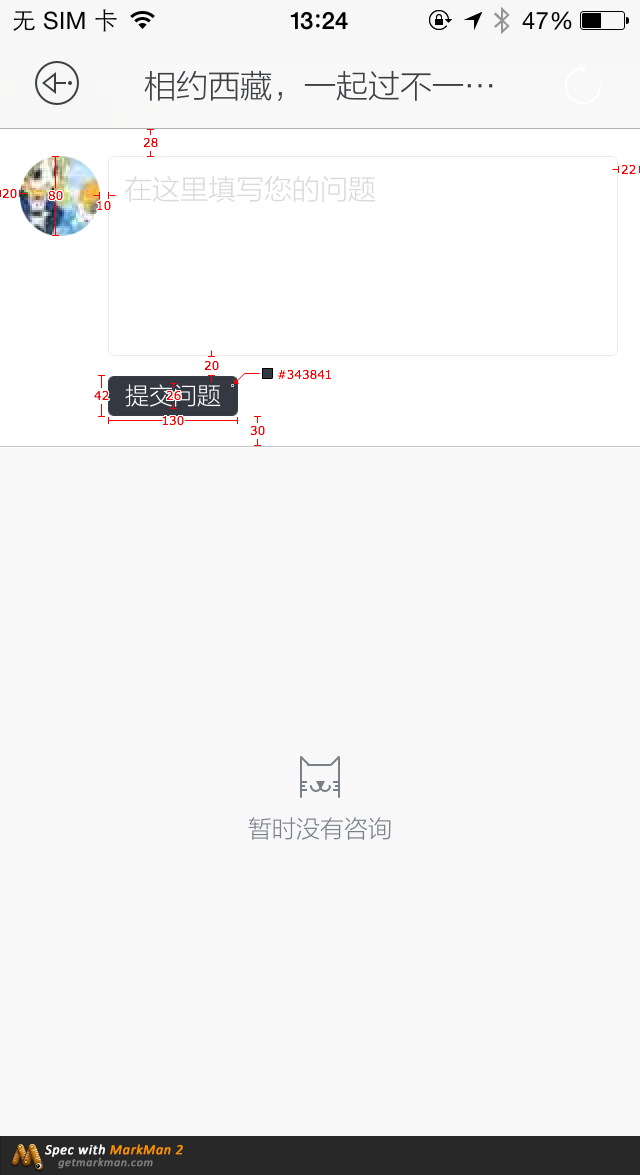 无 SIM 卡 13:24 47%
相约西藏，一起过不一…
28
22
在这里填写您的问题
20 80 10
20
#343841
42 提交问题 26
130
30
暂时没有咨询
Spec with MarkMan 2
getmarkman.com